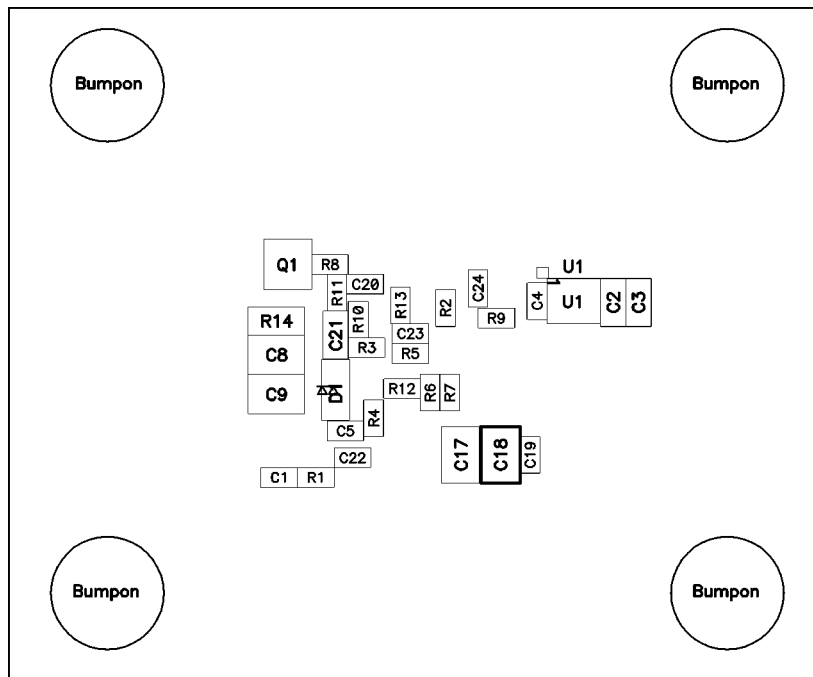 Bumpon
Bumpon
Q1
R8
U1
C20
C24
R11
R13
R2
C4
U1
C2
C3
R14
C21
R10
R9
C23
R3
R5
C8
C9
D1
R12
R6
R7
R4
C5
C17
C18
C19
C22
C1
R1
Bumpon
Bumpon